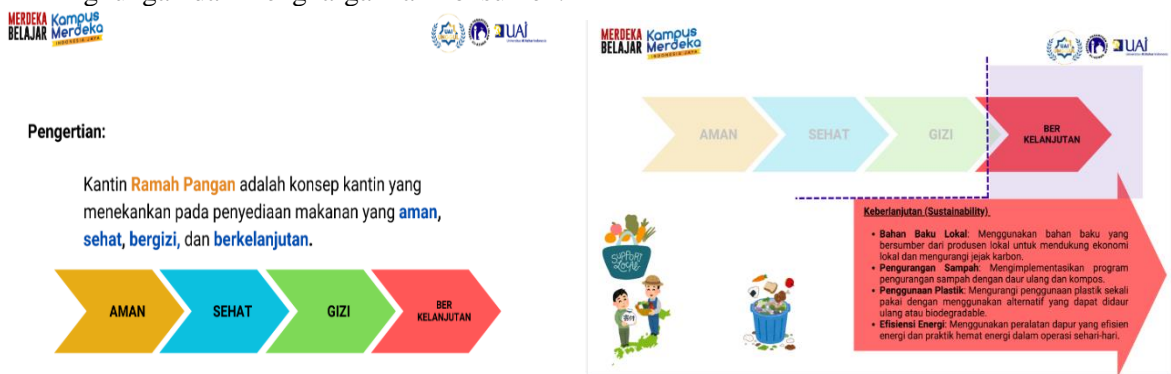 MERDEKA Kampus
BELAJAR Merdeka
INDONESIA JAYA
UAI
Pengertian:
Kantin Ramah Pangan adalah konsep kantin yang
menekankan pada penyediaan makanan yang aman,
sehat, bergizi, dan berkelanjutan.
AMAN
SEHAT
GIZI
BER
KELANJUTAN
MERDEKA Kampus
BELAJAR Merdeka
INDONESIA JAYA
UAI
AMAN
SEHAT
GIZI
BER
KELANJUTAN
SUPPORT
LOCAL
Keberlanjutan (Sustainability)
• Bahan Baku Lokal: Menggunakan bahan baku yang
bersumber dari produsen lokal untuk mendukung ekonomi
lokal dan mengurangi jejak karbon.
• Pengurangan Sampah: Mengimplementasikan program
pengurangan sampah dengan daur ulang dan kompos.
• Penggunaan Plastik: Mengurangi penggunaan plastik sekali
pakai dengan menggunakan alternatif yang dapat didaur
ulang atau biodegradable.
• Efisiensi Energi: Menggunakan peralatan dapur yang efisien
energi dan praktik hemat energi dalam operasi sehari-hari.